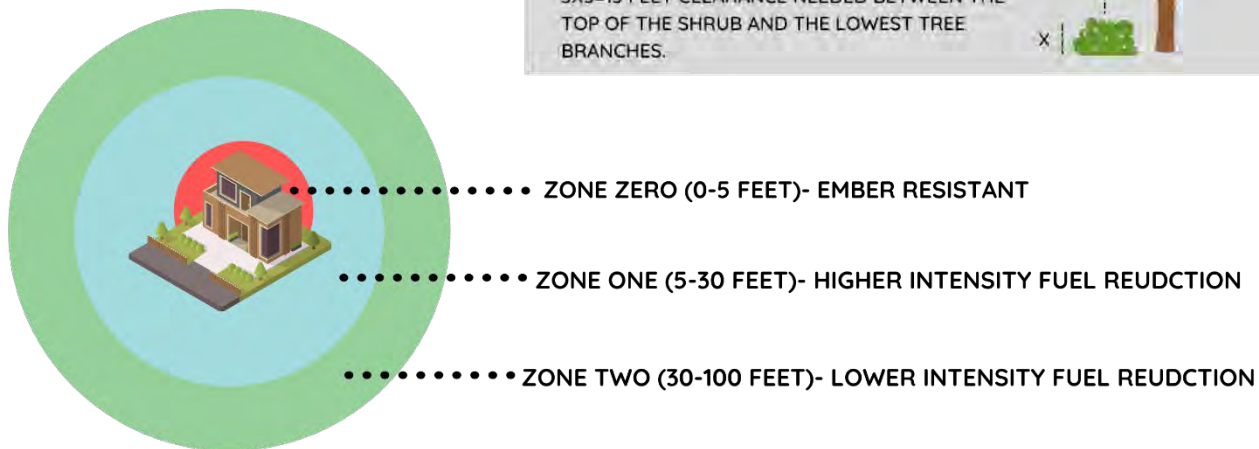 TOP OF THE SHRUB AND THE LOWEST TREE
BRANCHES.
X
ZONE ZERO (0-5 FEET)- EMBER RESISTANT
ZONE ONE (5-30 FEET)- HIGHER INTENSITY FUEL REUDCTION
ZONE TWO (30-100 FEET)- LOWER INTENSITY FUEL REUDCTION